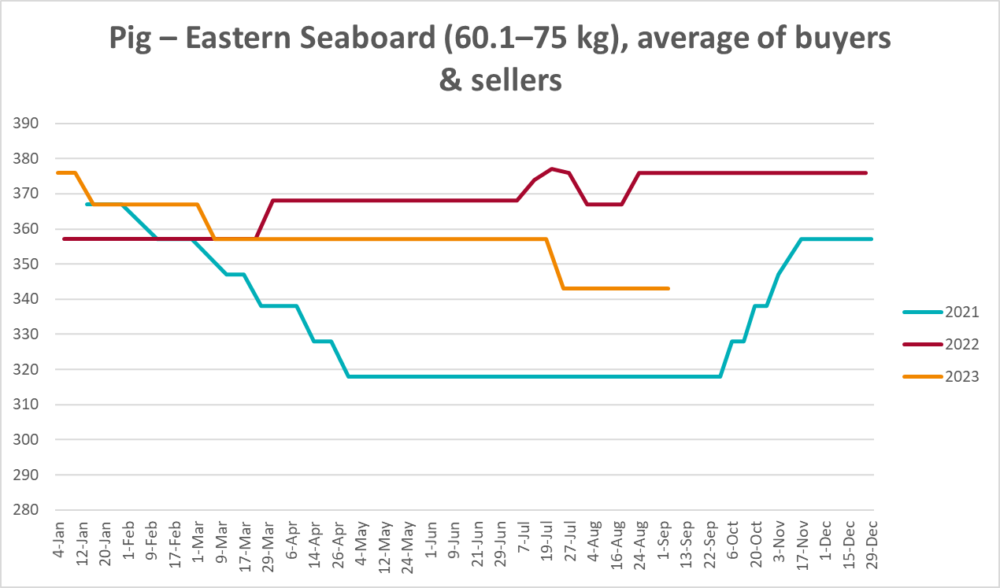 Pig – Eastern Seaboard (60.1–75 kg), average of buyers
& sellers
390
380
370
360
350
340
330
320
310
300
290
280
4-Jan
12-Jan
20-Jan
1-Feb
9-Feb
17-Feb
1-Mar
9-Mar
17-Mar
29-Mar
6-Apr
14-Apr
26-Apr
4-May
12-May
24-May
1-Jun
9-Jun
21-Jun
29-Jun
7-Jul
19-Jul
27-Jul
4-Aug
16-Aug
24-Aug
1-Sep
13-Sep
22-Sep
6-Oct
20-Oct
3-Nov
17-Nov
1-Dec
15-Dec
29-Dec
2021
2022
2023